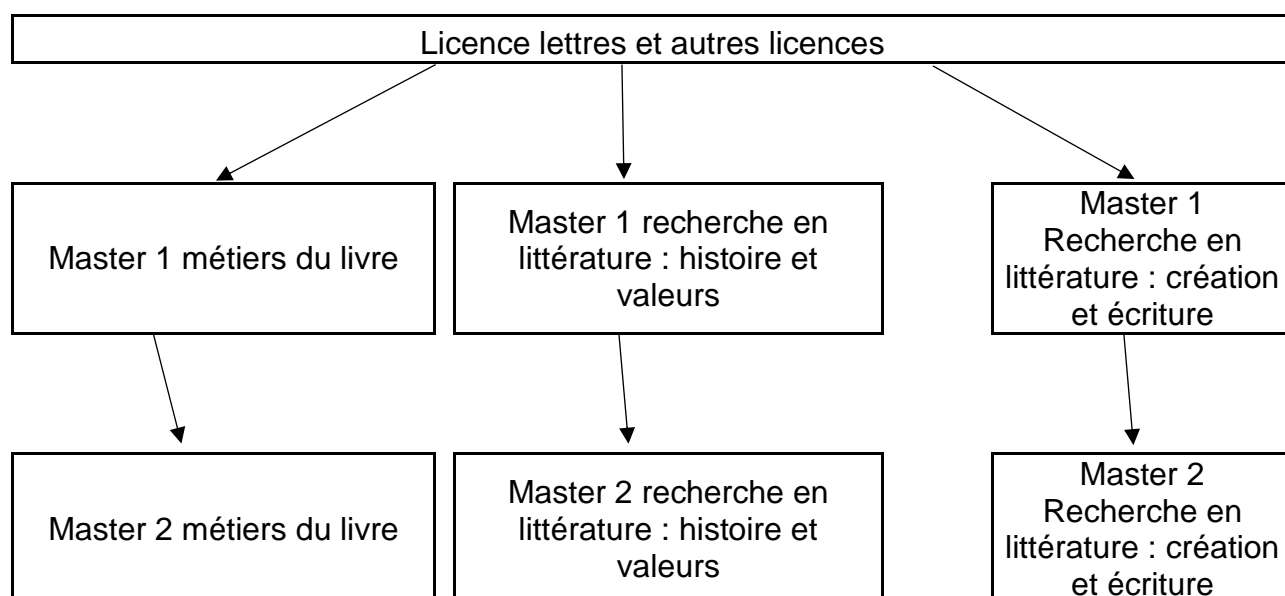 Licence lettres et autres licences
Master 1 métiers du livre
Master 1 recherche en
littérature : histoire et
valeurs
Master 1
Recherche en
littérature : création
et écriture
Master 2 métiers du livre
Master 2 recherche en
littérature : histoire et
valeurs
Master 2
Recherche en
littérature : création
et écriture